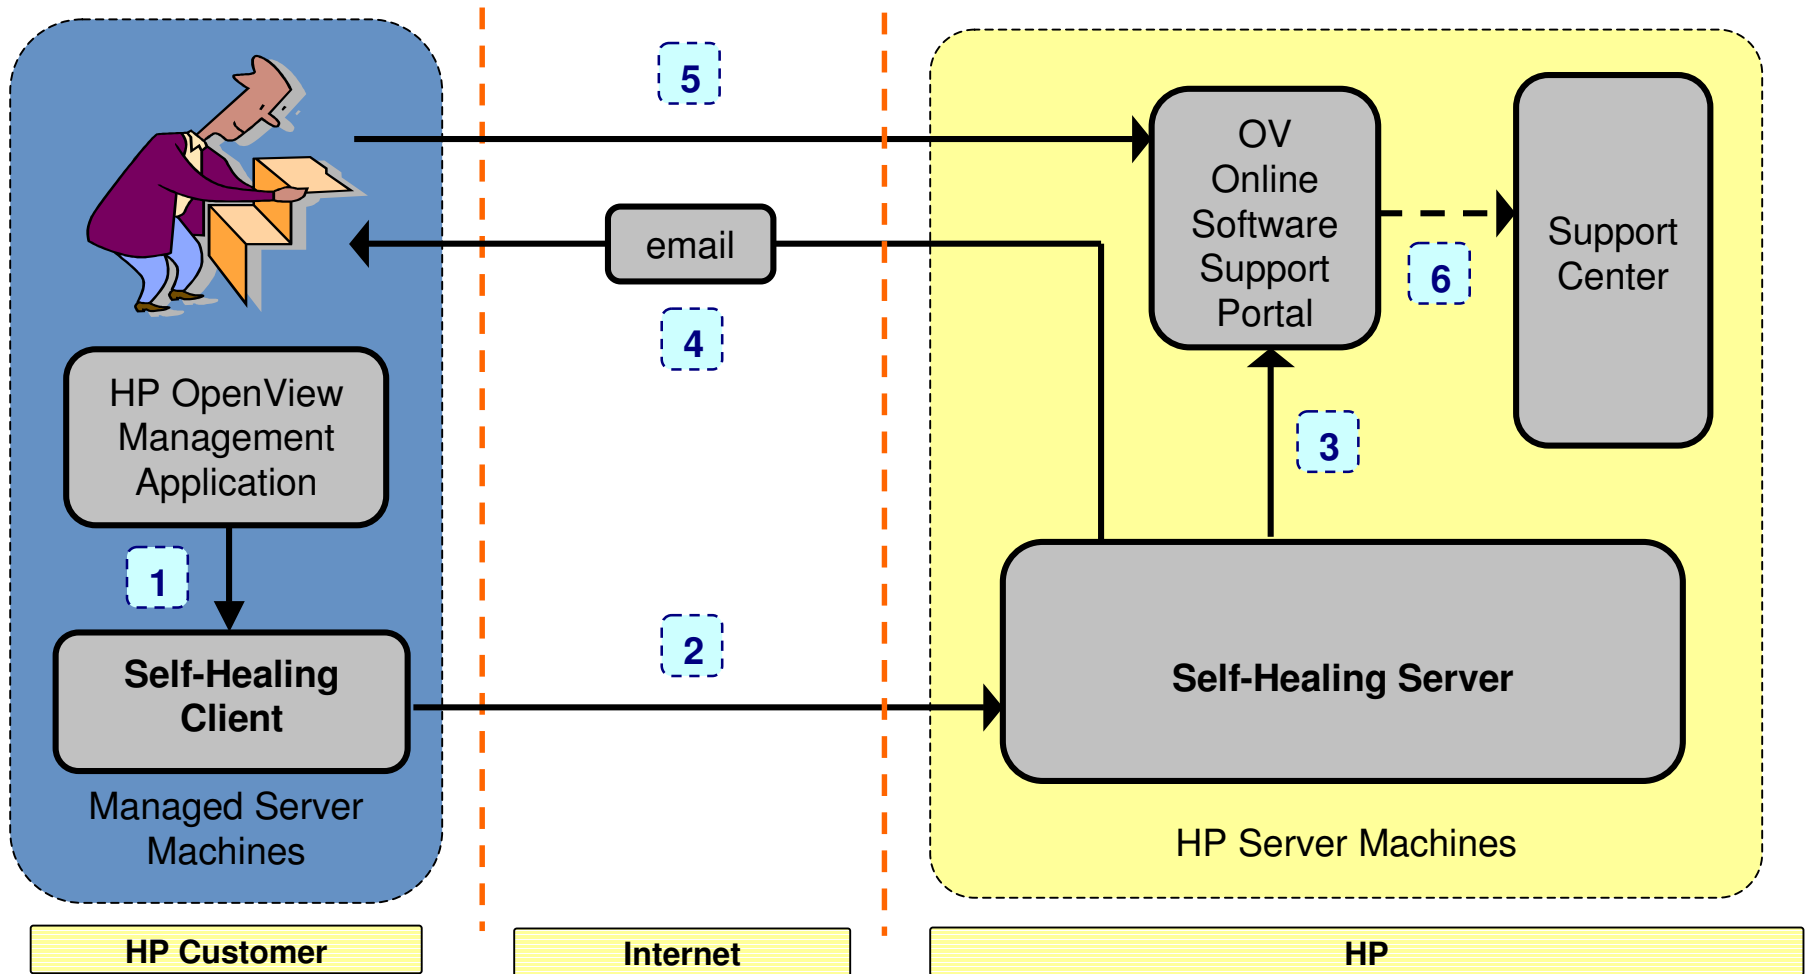 5
OV
Online
Software
Support
Portal
Support
Center
email
6
4
HP OpenView
Management
Application
3
1
2
Self-Healing
Client
Self-Healing Server
Managed Server
Machines
HP Server Machines
HP Customer
Internet
HP